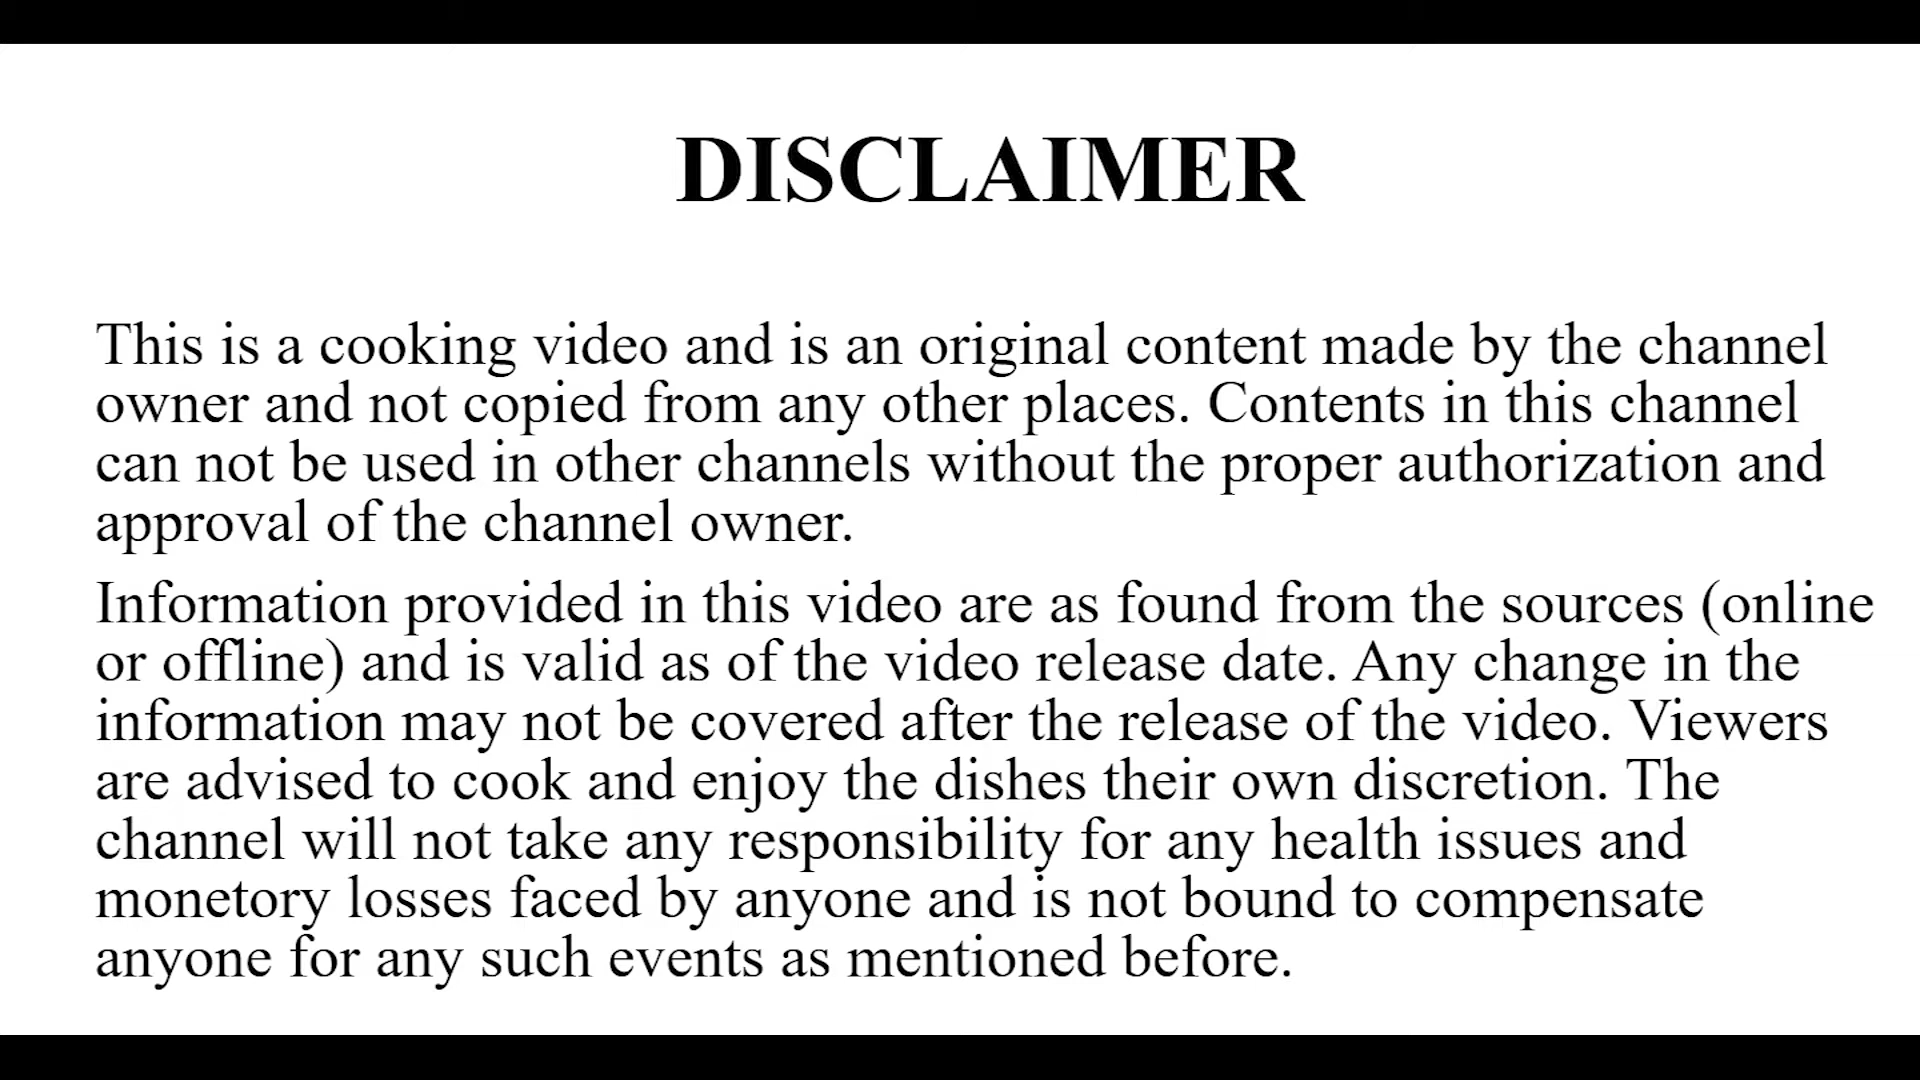 DISCLAIMER
This is a cooking video and is an original content made by the channel
owner and not copied from any other places. Contents in this channel
can not be used in other channels without the proper authorization and
approval of the channel owner.
Information provided in this video are as found from the sources (online
or offline) and is valid as of the video release date. Any change in the
information may not be covered after the release of the video. Viewers
are advised to cook and enjoy the dishes their own discretion. The
channel will not take any responsibility for any health issues and
monetory losses faced by anyone and is not bound to compensate
anyone for any such events as mentioned before.